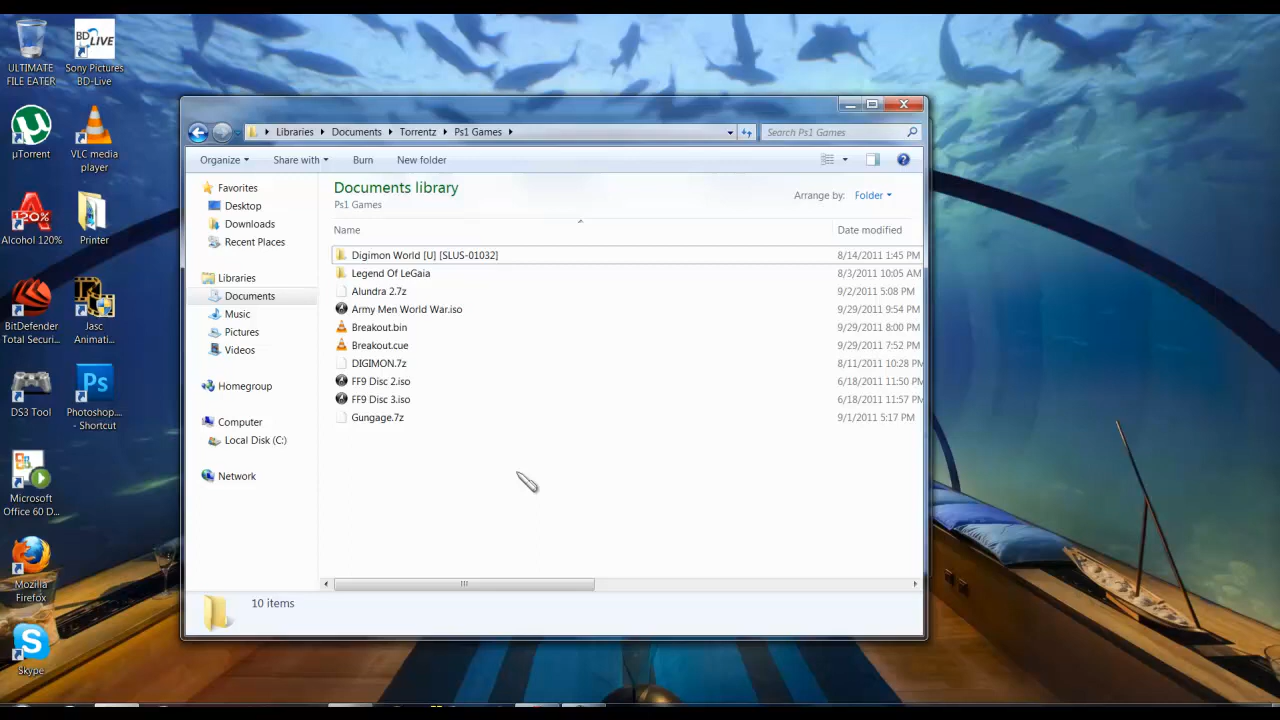 ULTIMATE FILE EATER
BD LIVE
Sony Pictures BD-Live
µTorrent
VLC media player
120%
Alcohol 120%
Printer
BitDefender Total Securi...
Jasc Animati...
DS3 Tool
Ps
Photoshop.... - Shortcut
Microsoft Office 60 D...
Mozilla Firefox
S
Skype
Libraries Documents Torrentz Ps1 Games
Search Ps1 Games
Organize Share with Burn New folder
Favorites
Desktop
Downloads
Recent Places
Libraries
Documents
Music
Pictures
Videos
Homegroup
Computer
Local Disk (C:)
Network
Documents library
Ps1 Games
Arrange by: Folder
Name Date modified
Digimon World [U] [SLUS-01032] 8/14/2011 1:45 PM
Legend Of LeGaia 8/3/2011 10:05 AM
Alundra 2.7z 9/2/2011 5:08 PM
Army Men World War.iso 9/29/2011 9:54 PM
Breakout.bin 9/29/2011 8:00 PM
Breakout.cue 9/29/2011 7:52 PM
DIGIMON.7z 8/11/2011 10:28 PM
FF9 Disc 2.iso 6/18/2011 11:50 PM
FF9 Disc 3.iso 6/18/2011 11:57 PM
Gungage.7z 9/1/2011 5:17 PM
10 items